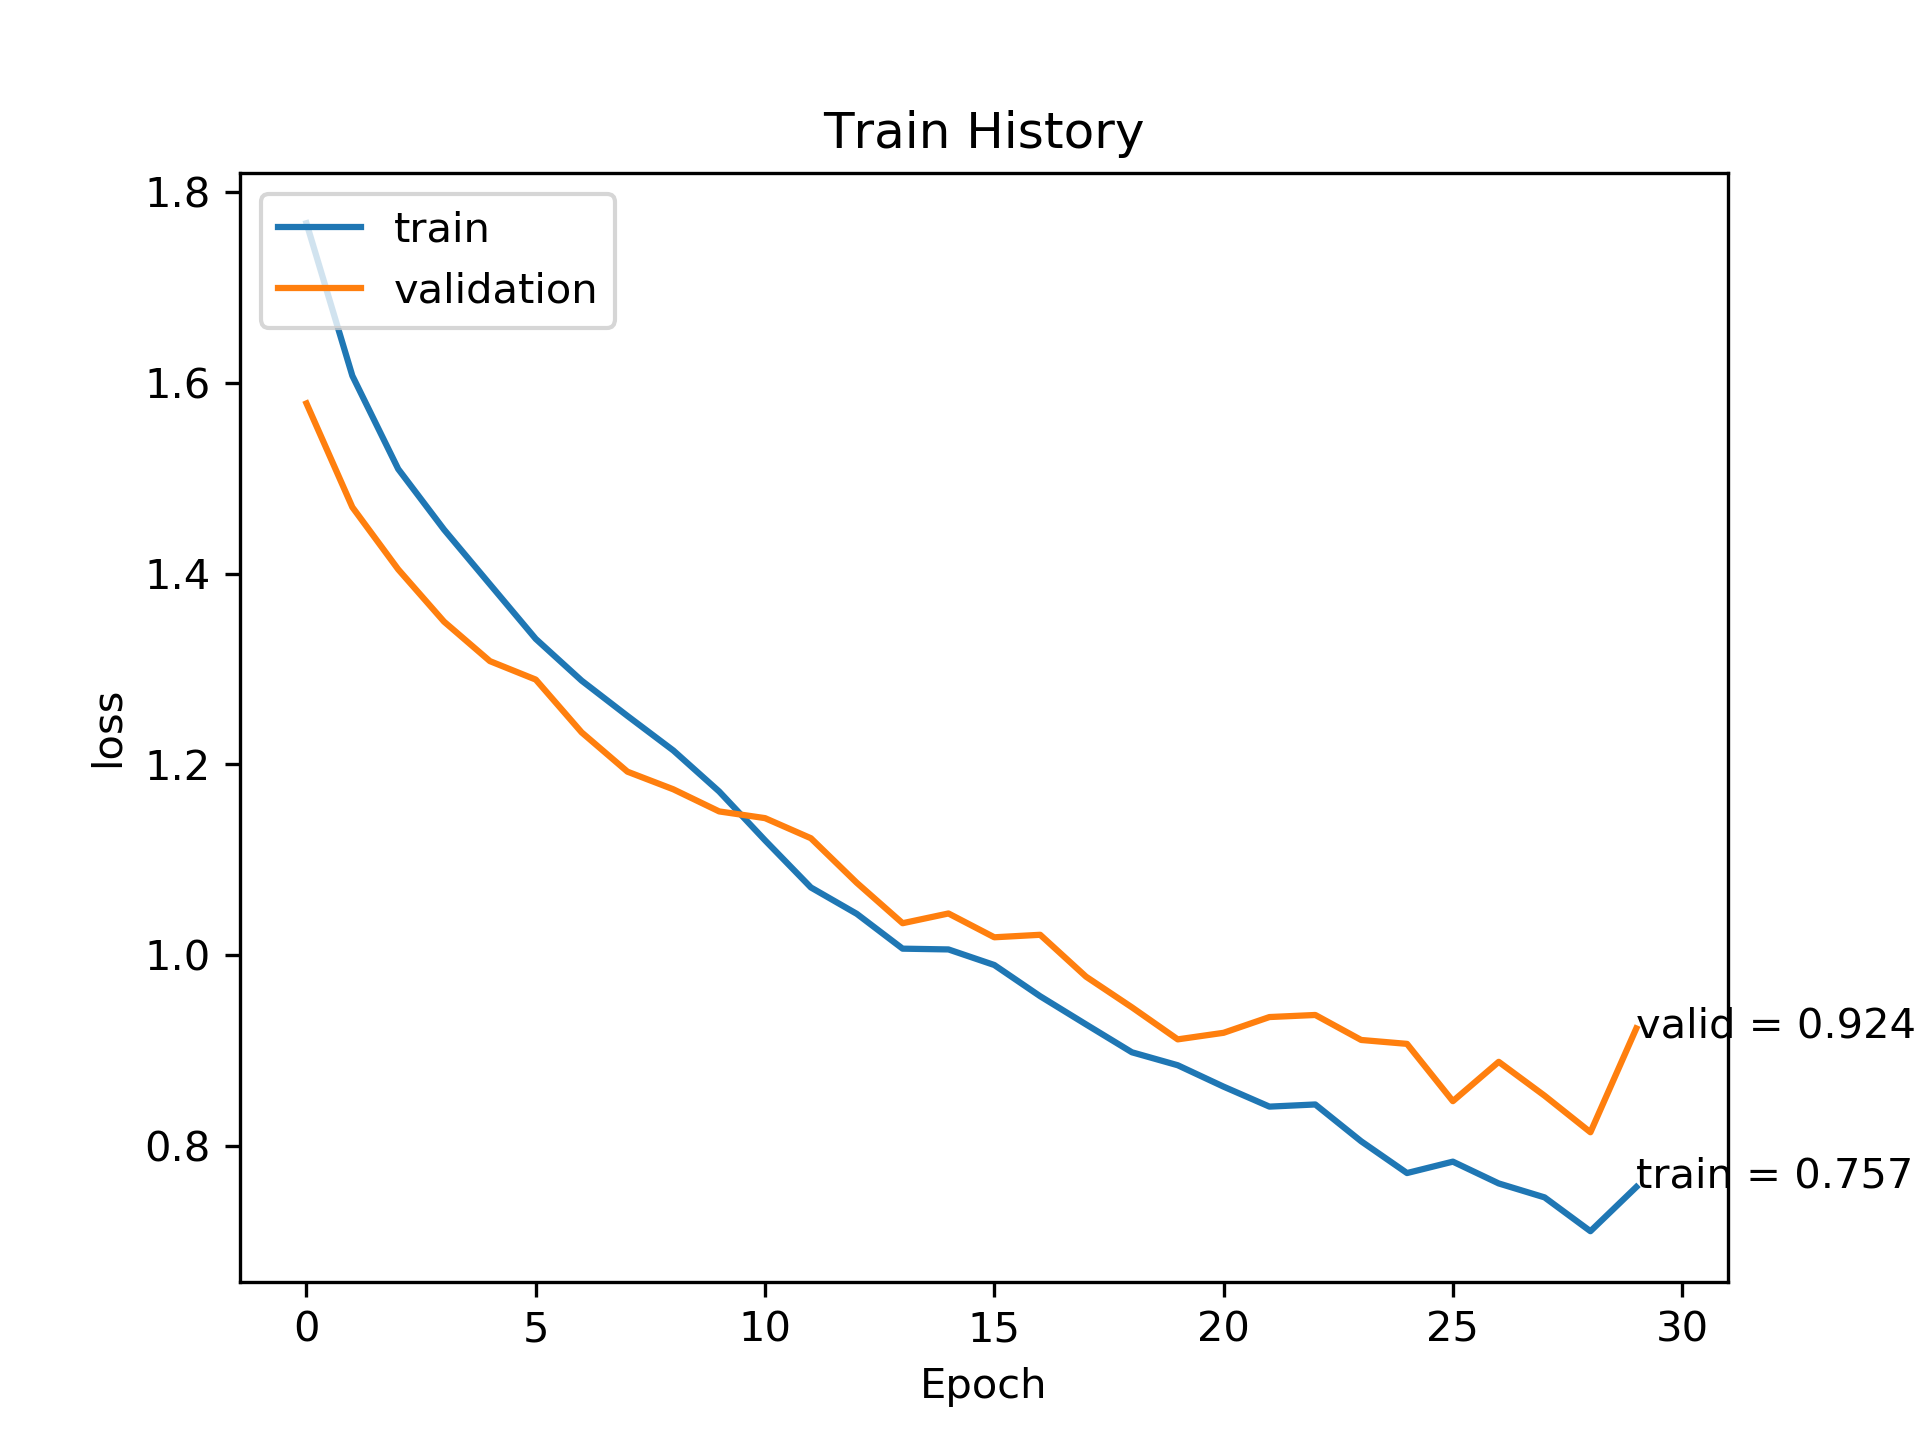 Train History
train
validation
1.8
1.6
1.4
1.2
1.0
0.8
loss
valid = 0.924
train = 0.757
0 5 10 15 20 25 30
Epoch